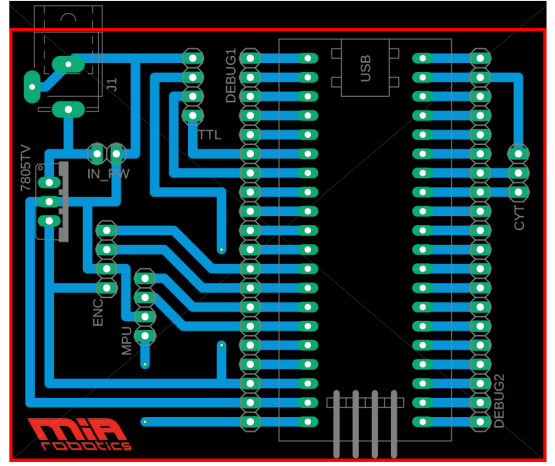 J1
DEBUG1
USB
TTL
7805TV
IN_PW
CYT
ENC
MPU
DEBUG2
MiA
ROBOTICS